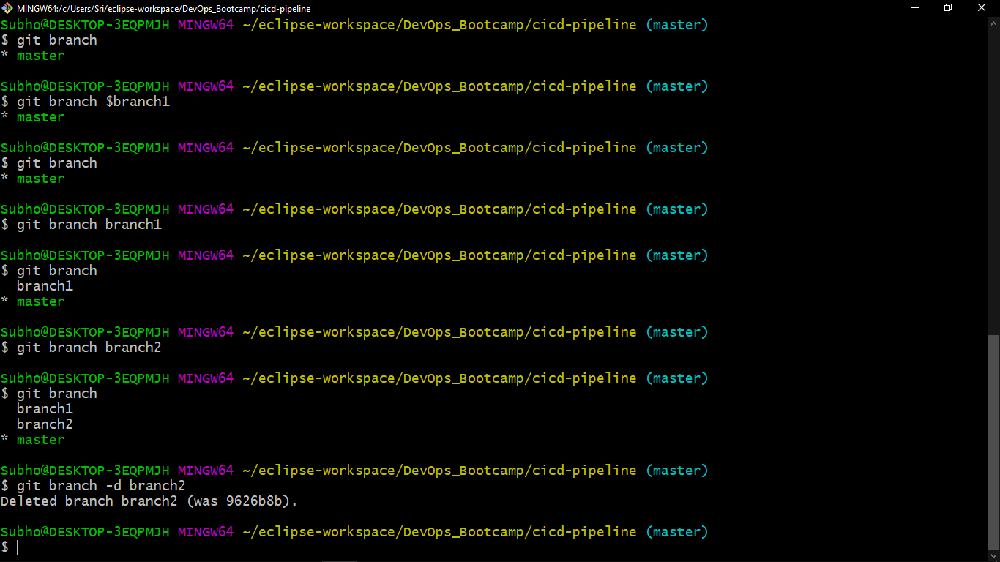 MINGW64:/c/Users/Sri/eclipse-workspace/DevOps_Bootcamp/cicd-pipeline
Subho@DESKTOP-3EQPMJH MINGW64 ~/eclipse-workspace/DevOps_Bootcamp/cicd-pipeline (master)
$ git branch
* master
Subho@DESKTOP-3EQPMJH MINGW64 ~/eclipse-workspace/DevOps_Bootcamp/cicd-pipeline (master)
$ git branch $branch1
* master
Subho@DESKTOP-3EQPMJH MINGW64 ~/eclipse-workspace/DevOps_Bootcamp/cicd-pipeline (master)
$ git branch
* master
Subho@DESKTOP-3EQPMJH MINGW64 ~/eclipse-workspace/DevOps_Bootcamp/cicd-pipeline (master)
$ git branch branch1
Subho@DESKTOP-3EQPMJH MINGW64 ~/eclipse-workspace/DevOps_Bootcamp/cicd-pipeline (master)
$ git branch
  branch1
* master
Subho@DESKTOP-3EQPMJH MINGW64 ~/eclipse-workspace/DevOps_Bootcamp/cicd-pipeline (master)
$ git branch branch2
Subho@DESKTOP-3EQPMJH MINGW64 ~/eclipse-workspace/DevOps_Bootcamp/cicd-pipeline (master)
$ git branch
  branch1
  branch2
* master
Subho@DESKTOP-3EQPMJH MINGW64 ~/eclipse-workspace/DevOps_Bootcamp/cicd-pipeline (master)
$ git branch -d branch2
Deleted branch branch2 (was 9626b8b).
Subho@DESKTOP-3EQPMJH MINGW64 ~/eclipse-workspace/DevOps_Bootcamp/cicd-pipeline (master)
$